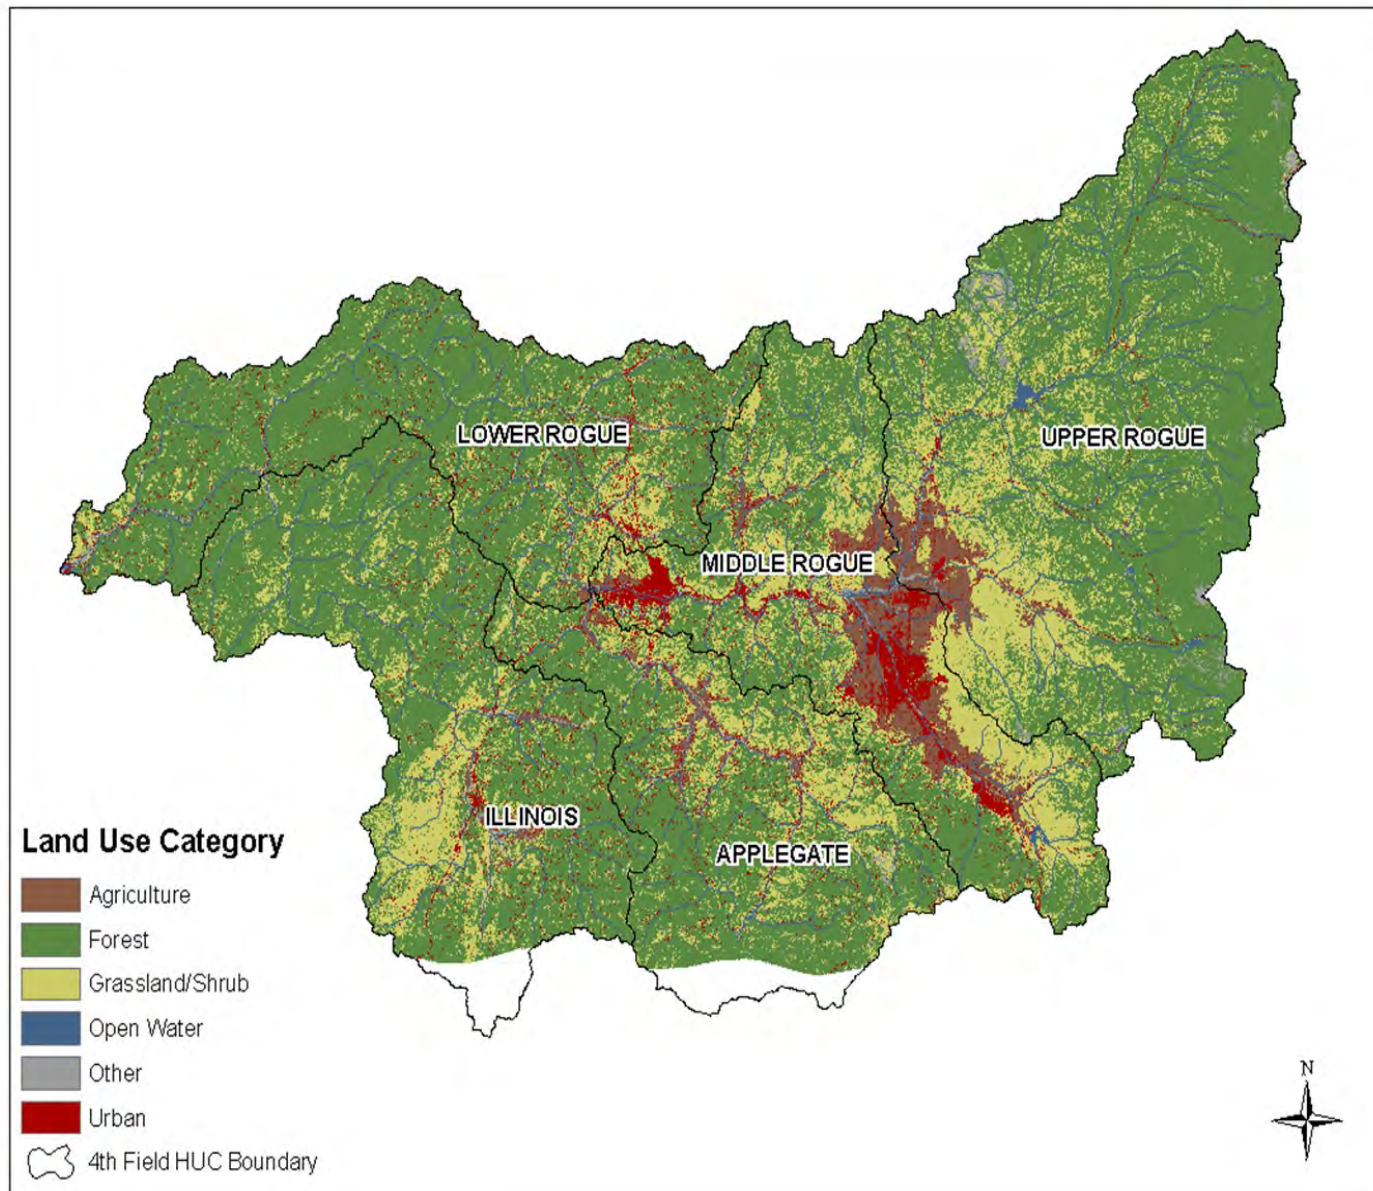 LOWER ROGUE
UPPER ROGUE
MIDDLE ROGUE
ILLINOIS
APPLEGATE
Land Use Category
Agriculture
Forest
Grassland/Shrub
Open Water
Other
Urban
4th Field HUC Boundary
N